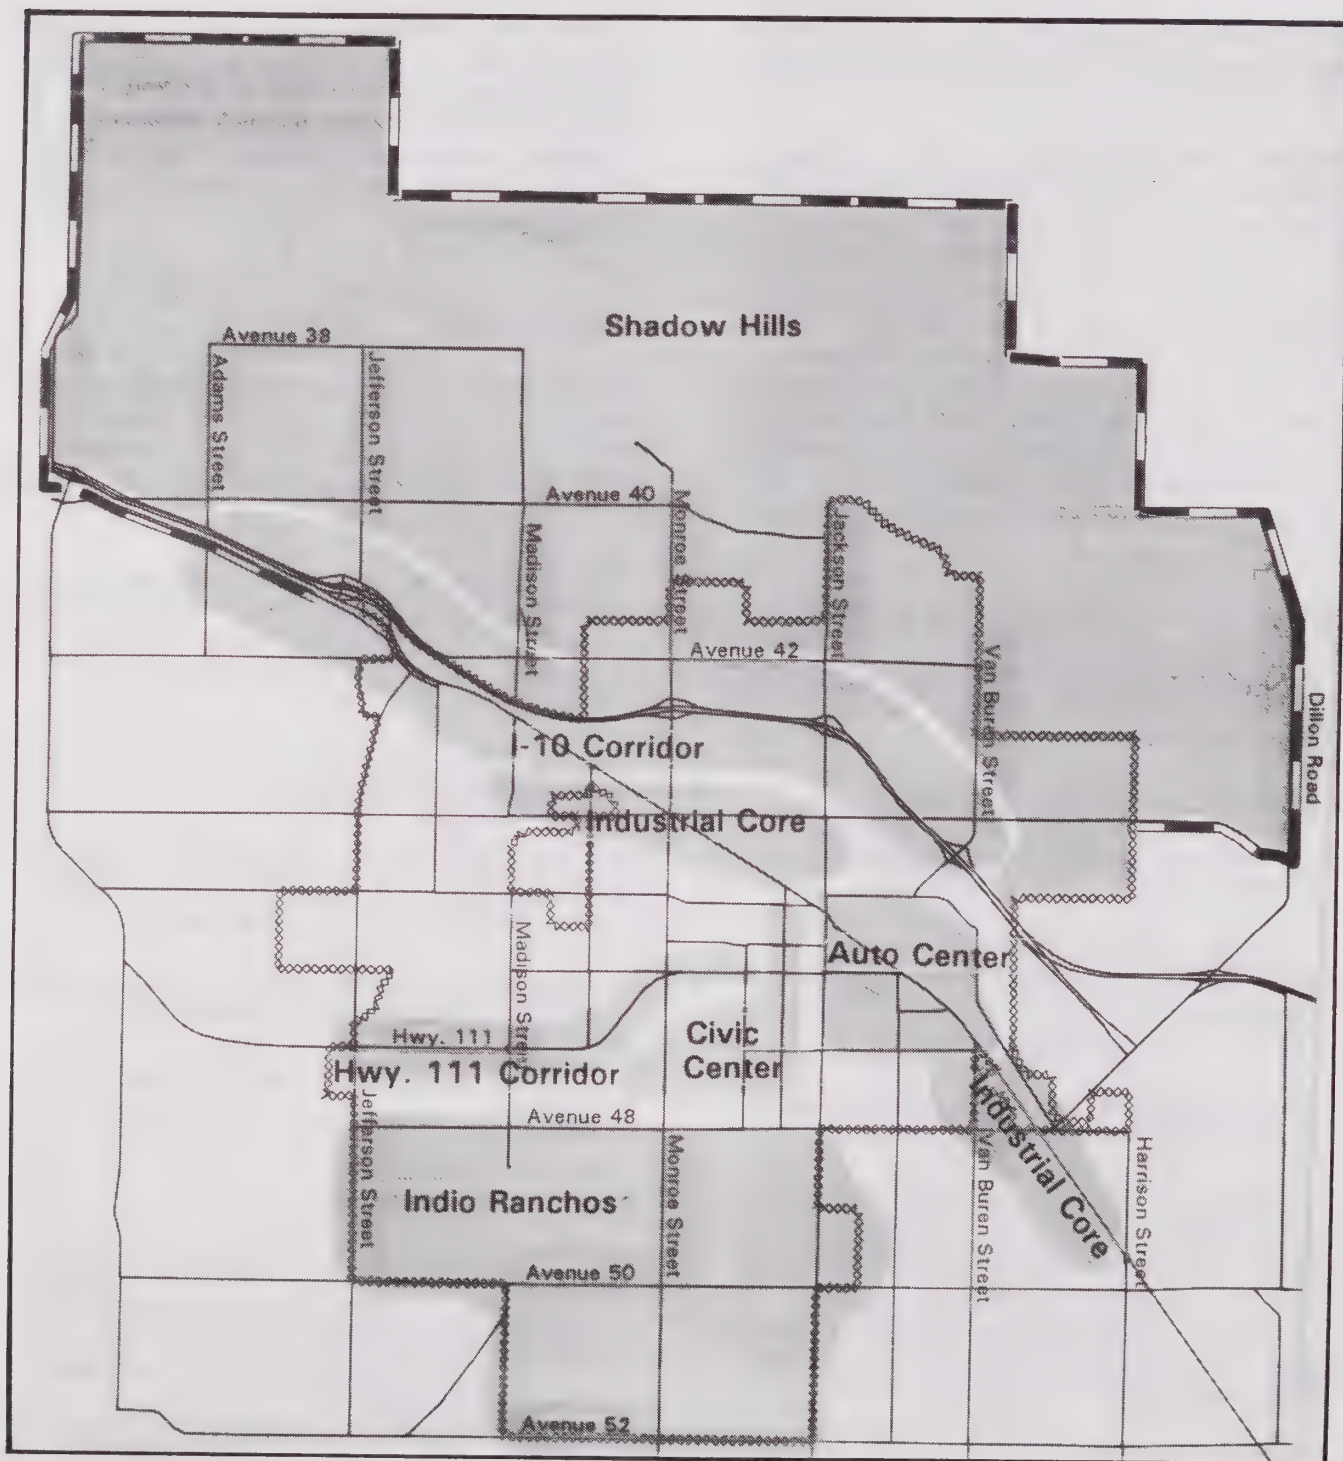 Shadow Hills
Avenue 38
Adams Street
Jefferson Street
Avenue 40
Monroe Street
Jackson Street
Madison Street
Avenue 42
Van Buren Street
Dillon Road
I-10 Corridor
Industrial Core
Madison Street
Auto Center
Hwy. 111
Civic
Center
Hwy. 111 Corridor
Industrial Core
Avenue 48
Jefferson Street
Monroe Street
Van Buren Street
Harrison Street
Indio Ranchos
Avenue 50
Avenue 52